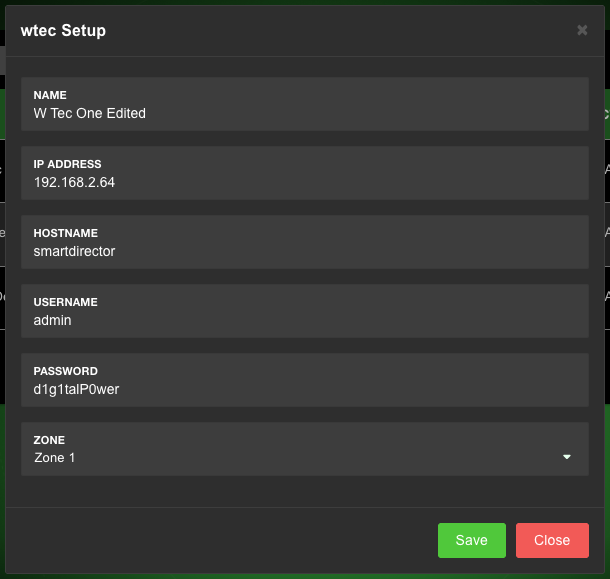 wtec Setup
×
NAME
W Tec One Edited
IP ADDRESS
192.168.2.64
HOSTNAME
smartdirector
USERNAME
admin
PASSWORD
d1g1talP0wer
ZONE
Zone 1
Save
Close